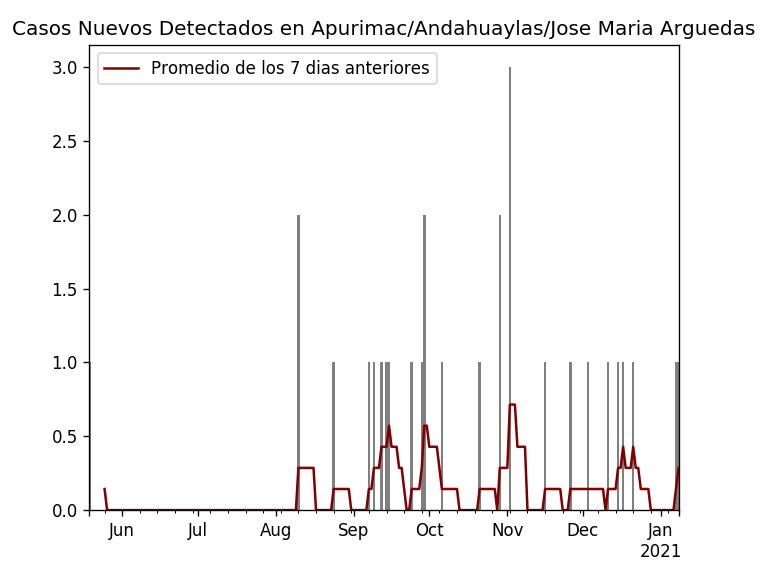 Casos Nuevos Detectados en Apurimac/Andahuaylas/Jose Maria Arguedas
Promedio de los 7 dias anteriores
3.0
2.5
2.0
1.5
1.0
0.5
0.0
Jun Jul Aug Sep Oct Nov Dec Jan
2021